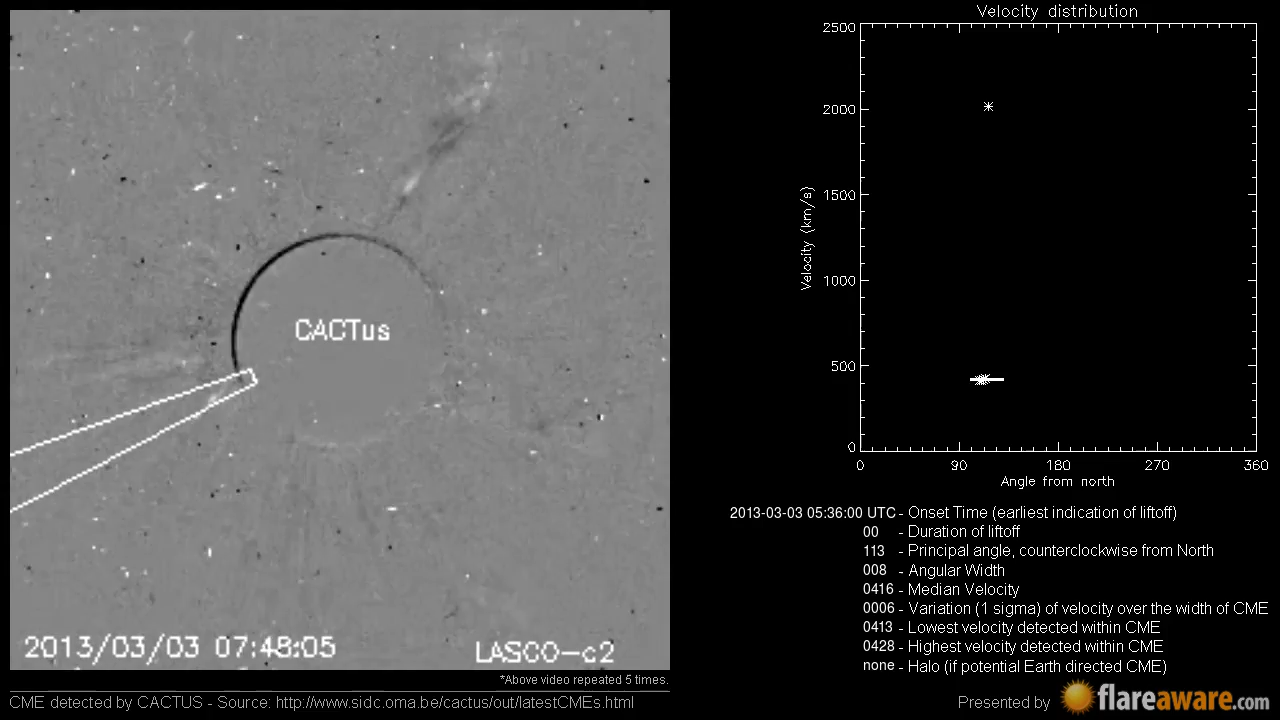 Velocity distribution
2500
2000
1500
1000
500
0
Velocity (km/s)
0 90 180 270 360
Angle from north
CACTus
2013/03/03 07:48:05
LASCO-c2
2013-03-03 05:36:00 UTC - Onset Time (earliest indication of liftoff)
00 - Duration of liftoff
113 - Principal angle, counterclockwise from North
008 - Angular Width
0416 - Median Velocity
0006 - Variation (1 sigma) of velocity over the width of CME
0413 - Lowest velocity detected within CME
0428 - Highest velocity detected within CME
none - Halo (if potential Earth directed CME)
*Above video repeated 5 times.
CME detected by CACTUS - Source: http://www.sidc.oma.be/cactus/out/latestCMEs.html
Presented by flareaware.com